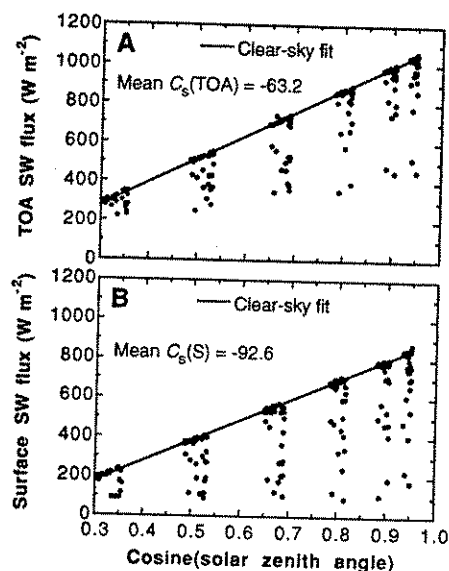 A
Clear-sky fit
Mean Cs(TOA) = -63.2
TOA SW flux (W m-2)
1200
1000
800
600
400
200
0
B
Clear-sky fit
Mean Cs(S) = -92.6
Surface SW flux (W m-2)
1200
1000
800
600
400
200
0
0.3 0.4 0.5 0.6 0.7 0.8 0.9 1.0
Cosine(solar zenith angle)